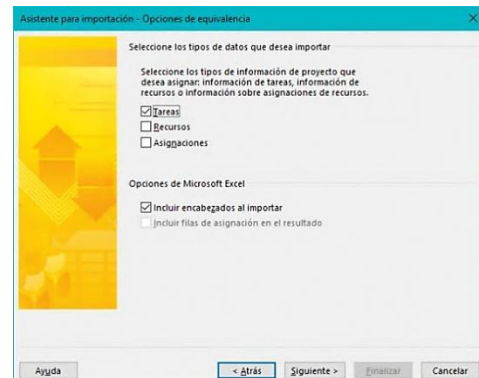 Asistente para importación - Opciones de equivalencia
Seleccione los tipos de datos que desea importar
Seleccione los tipos de información de proyecto que
desea asignar: información de tareas, información de
recursos o información sobre asignaciones de recursos.
Tareas
Recursos
Asignaciones
Opciones de Microsoft Excel
Incluir encabezados al importar
Incluir filas de asignación en el resultado
Ayuda
< Atrás
Siguiente >
Finalizar
Cancelar